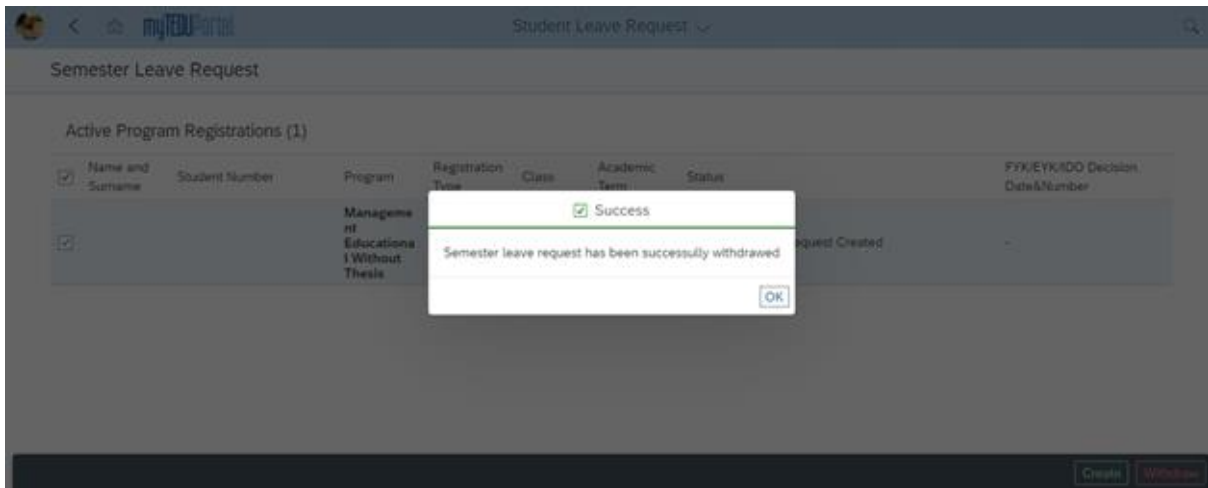 myTEDUPortal
Student Leave Request
Semester Leave Request
Active Program Registrations (1)
Name and Surname Student Number Program Registration Type Class Academic Term Status FYK/EYK/IDO Decision Date&Number
Manageme
nt
Educationa
l Without
Thesis
equest Created -
Success
Semester leave request has been successully withdrawed
OK
Create Withdraw